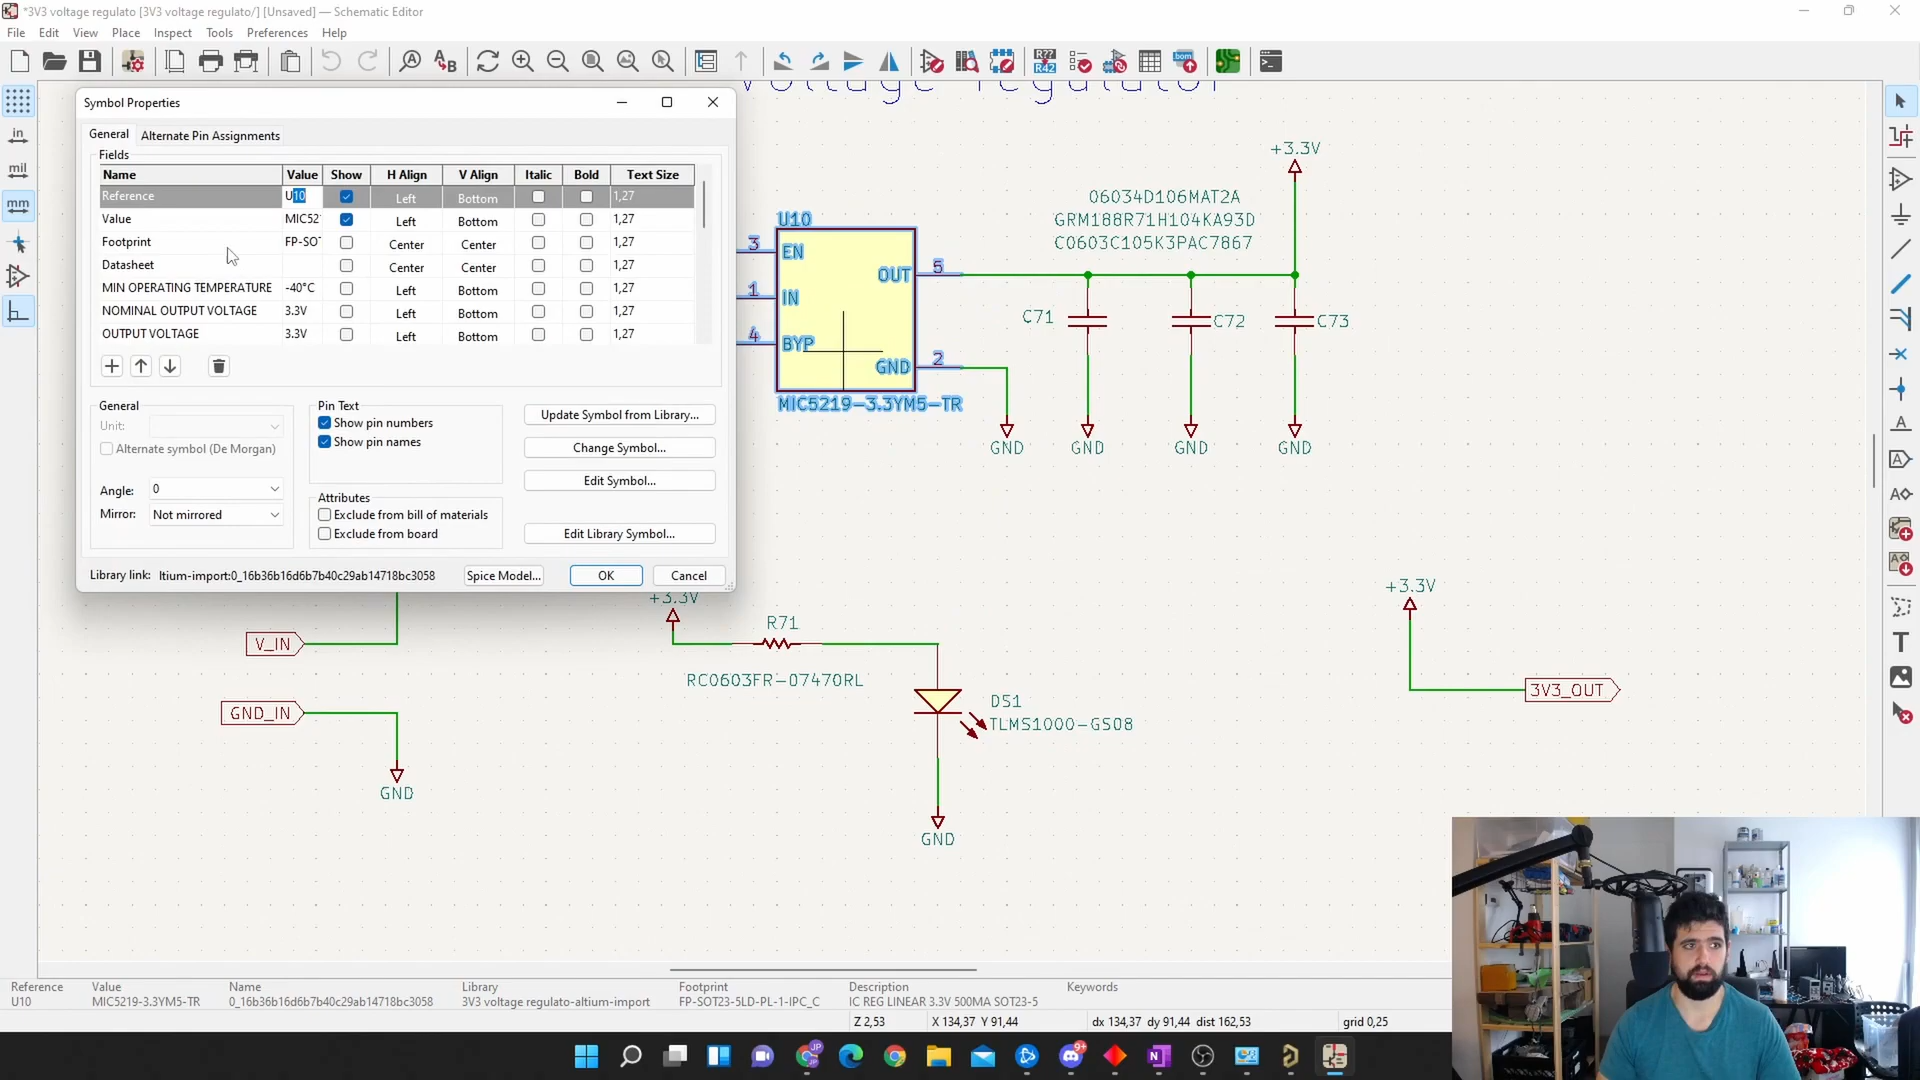 *3V3 voltage regulato [3V3 voltage regulato/] [Unsaved] — Schematic Editor
File Edit View Place Inspect Tools Preferences Help
voltage regulator
Symbol Properties
General Alternate Pin Assignments
Fields
Name Value Show H Align V Align Italic Bold Text Size
Reference U10 Left Bottom 1,27
Value MIC52 Left Bottom 1,27
Footprint FP-SOT Center Center 1,27
Datasheet Center Center 1,27
MIN OPERATING TEMPERATURE -40°C Left Bottom 1,27
NOMINAL OUTPUT VOLTAGE 3.3V Left Bottom 1,27
OUTPUT VOLTAGE 3.3V Left Bottom 1,27
General
Unit:
Alternate symbol (De Morgan)
Angle: 0
Mirror: Not mirrored
Pin Text
Show pin numbers
Show pin names
Attributes
Exclude from bill of materials
Exclude from board
Update Symbol from Library...
Change Symbol...
Edit Symbol...
Edit Library Symbol...
Library link: ltium-import:0_16b36b16d6b7b40c29ab14718bc3058
Spice Model... OK Cancel
in
mil
mm
R??
R42
bom
U10
3 EN
OUT 5
1 IN
4 BYP
GND 2
MIC5219-3.3YM5-TR
+3.3V
06034D106MAT2A
GRM188R71H104KA93D
C0603C105K3PAC7867
C71 C72 C73
GND GND GND GND
+3.3V
R71
RC0603FR-07470RL
DS1
TLMS1000-GS08
GND
V_IN
GND_IN
GND
+3.3V
3V3_OUT
A
A
T
Reference Value Name Library Footprint Description Keywords
U10 MIC5219-3.3YM5-TR 0_16b36b16d6b7b40c29ab14718bc3058 3V3 voltage regulato-altium-import FP-SOT23-5LD-PL-1-IPC_C IC REG LINEAR 3.3V 500MA SOT23-5
Z 2,53 X 134,37 Y 91,44 dx 134,37 dy 91,44 dist 162,53 grid 0,25
JP
9+